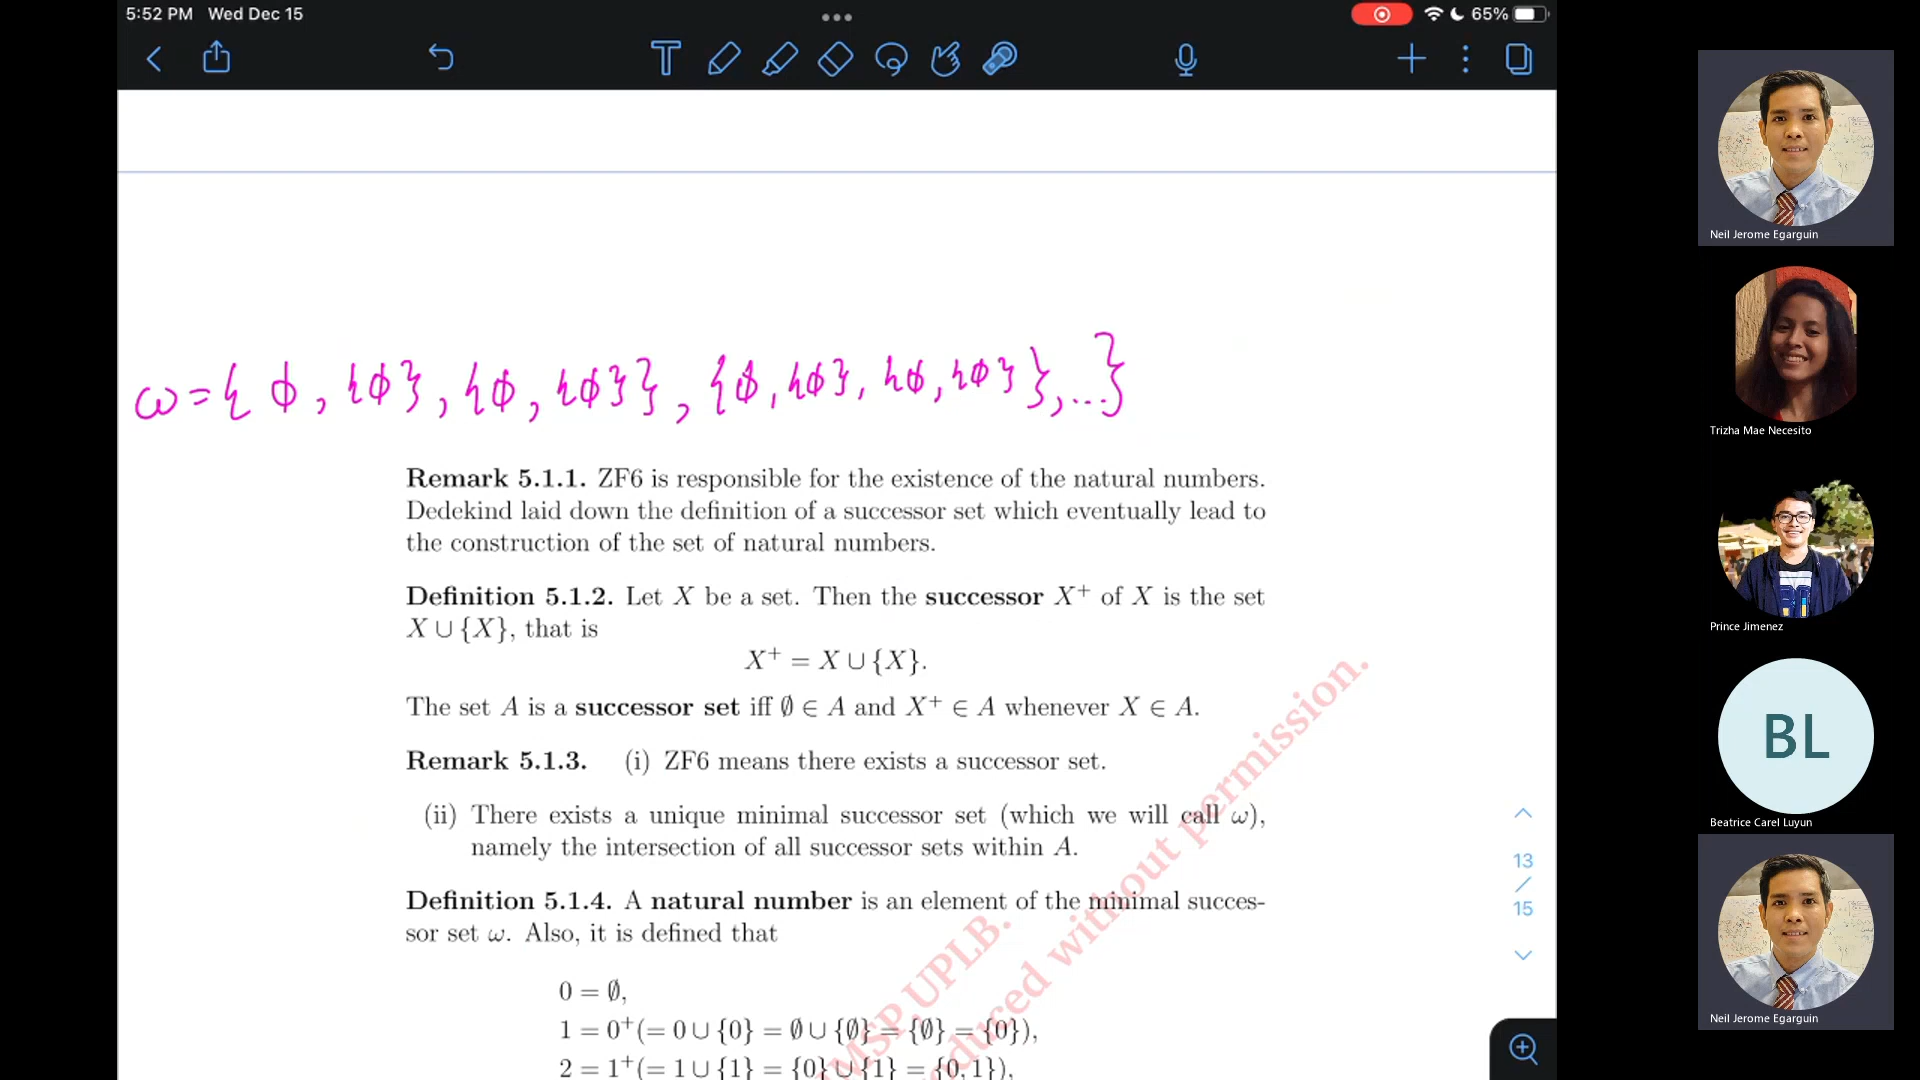 5:52 PM Wed Dec 15
65%
ω = { ϕ, {ϕ}, {ϕ, {ϕ}}, {ϕ, {ϕ}, {ϕ, {ϕ} }, ... }
Remark 5.1.1. ZF6 is responsible for the existence of the natural numbers.
Dedekind laid down the definition of a successor set which eventually lead to
the construction of the set of natural numbers.
Definition 5.1.2. Let X be a set. Then the successor X⁺ of X is the set
X ∪ {X}, that is
X⁺ = X ∪ {X}.
The set A is a successor set iff ∅ ∈ A and X⁺ ∈ A whenever X ∈ A.
Remark 5.1.3. (i) ZF6 means there exists a successor set.
(ii) There exists a unique minimal successor set (which we will call ω),
namely the intersection of all successor sets within A.
Definition 5.1.4. A natural number is an element of the minimal succes-
sor set ω. Also, it is defined that
0 = ∅,
1 = 0⁺(= 0 ∪ {0} = ∅ ∪ {∅} = {∅} = {0}),
2 = 1⁺(= 1 ∪ {1} = {0} ∪ {1} = {0, 1}),
MSP.UPLB.
duced without permission.
13
/
15
Neil Jerome Egarguin
Trizha Mae Necesito
Prince Jimenez
BL
Beatrice Carel Luyun
Neil Jerome Egarguin